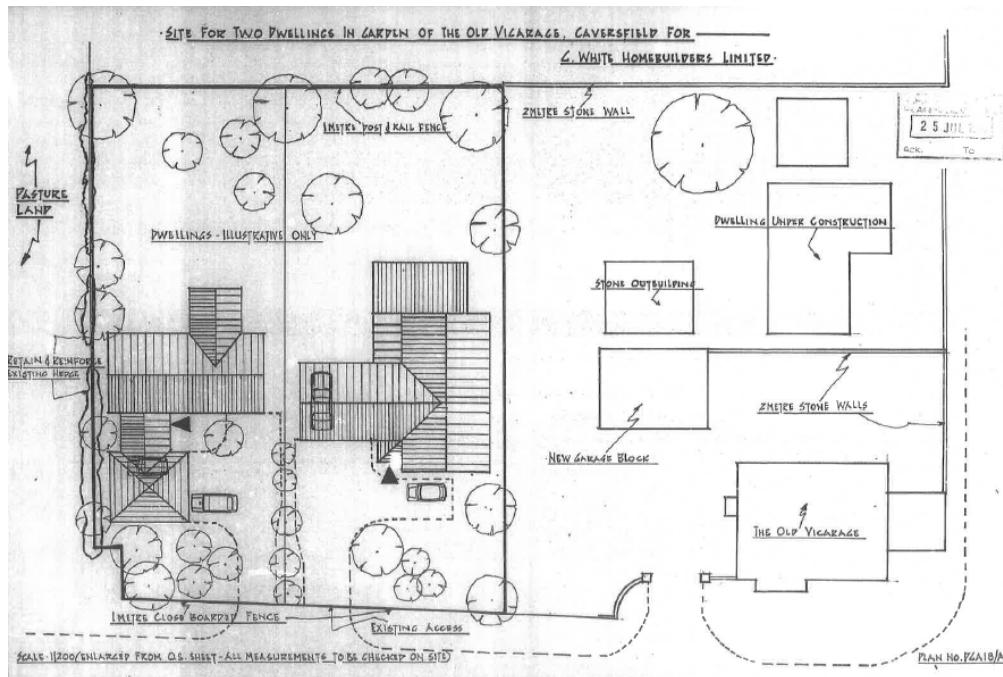 SITE FOR TWO DWELLINGS IN GARDEN OF THE OLD VICARAGE, CAVERSFIELD FOR
C. WHITE HOMEBUILDERS LIMITED.
1 METRE POST & RAIL FENCE
2 METRE STONE WALL
25 JUL
ACK. TO
PASTURE
LAND
DWELLINGS - ILLUSTRATIVE ONLY
DWELLING UNDER CONSTRUCTION
STONE OUTBUILDING
RETAIN & REINFORCE
EXISTING HEDGE
2 METRE STONE WALLS
NEW GARAGE BLOCK
THE OLD VICARAGE
1 METRE CLOSE BOARDED FENCE
EXISTING ACCESS
SCALE-1/200 (ENLARGED FROM O.S. SHEET - ALL MEASUREMENTS TO BE CHECKED ON SITE)
PLAN NO.